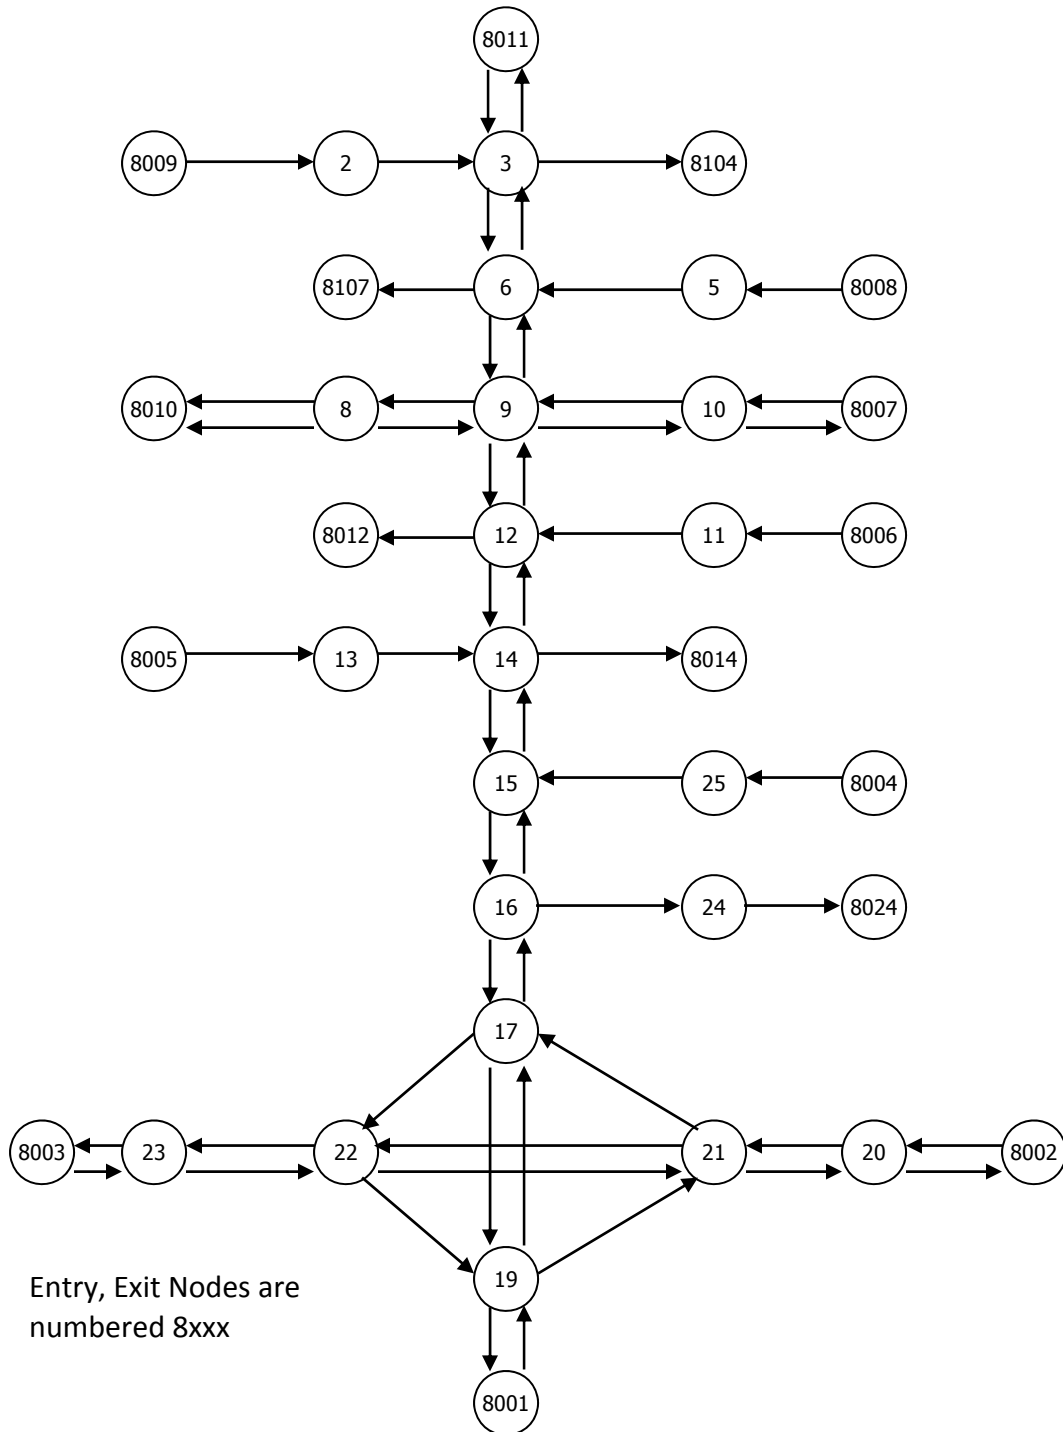 8011
8009 2 3 8104
8107 6 5 8008
8010 8 9 10 8007
8012 12 11 8006
8005 13 14 8014
15 25 8004
16 24 8024
17
8003 23 22 21 20 8002
19
Entry, Exit Nodes are
numbered 8xxx
8001